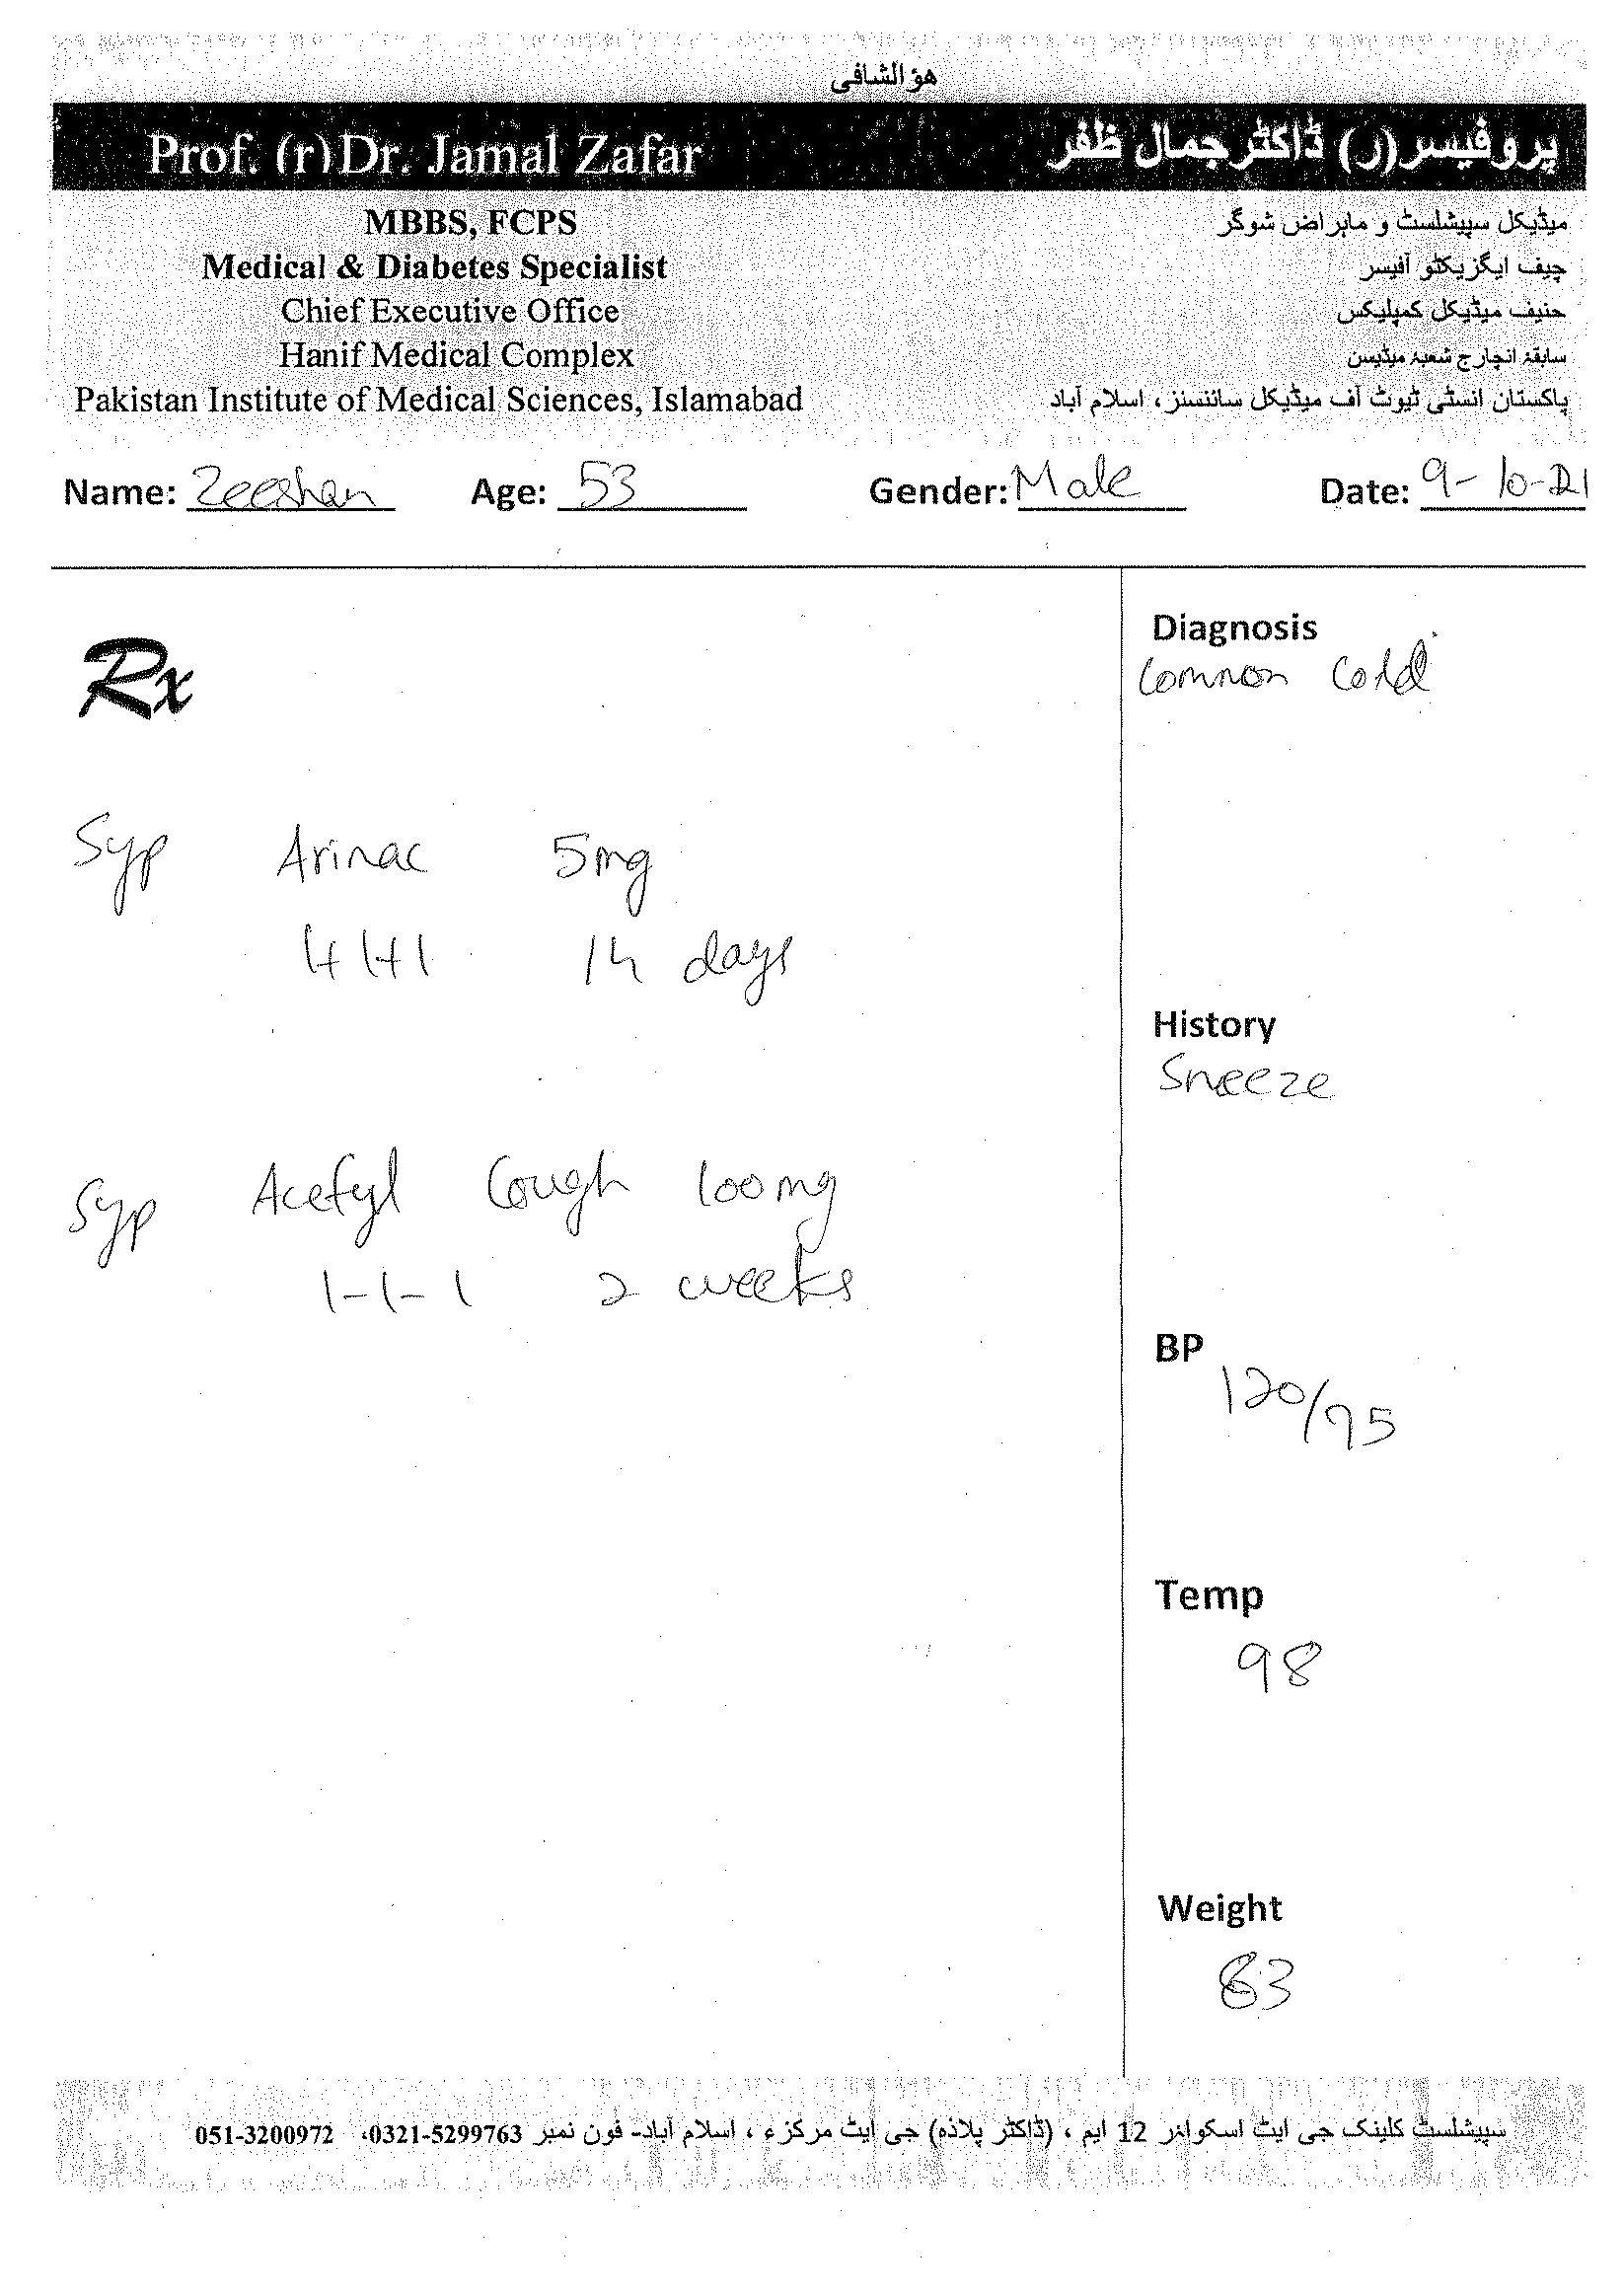 هوالشافی
Prof. (r) Dr. Jamal Zafar
پروفیسر(ر) ڈاکٹر جمال ظفر
MBBS, FCPS
Medical & Diabetes Specialist
Chief Executive Office
Hanif Medical Complex
Pakistan Institute of Medical Sciences, Islamabad
میڈیکل سپیشلسٹ و ماہر اض شوگر
چیف ایگزیکٹو آفیسر
حنیف میڈیکل کمپلیکس
سابقہ انچارج شعبہ میڈیسن
پاکستان انسٹی ٹیوٹ آف میڈیکل سائنسز، اسلام آباد
Name: Zeeshan Age: 53 Gender: Male Date: 9-10-21
Rx
Syp Arinac 5mg
1+1+1 14 days
Syp Acefyl Cough 100mg
1-1-1 2 weeks
Diagnosis
Common Cold
History
Sneeze
BP
120/95
Temp
98
Weight
83
سپیشلسٹ کلینک جی ایٹ اسکوائر 12 ایم ، (ڈاکٹر پلازہ) جی ایٹ مرکزء ، اسلام آباد- فون نمبر 0321-5299763، 051-3200972